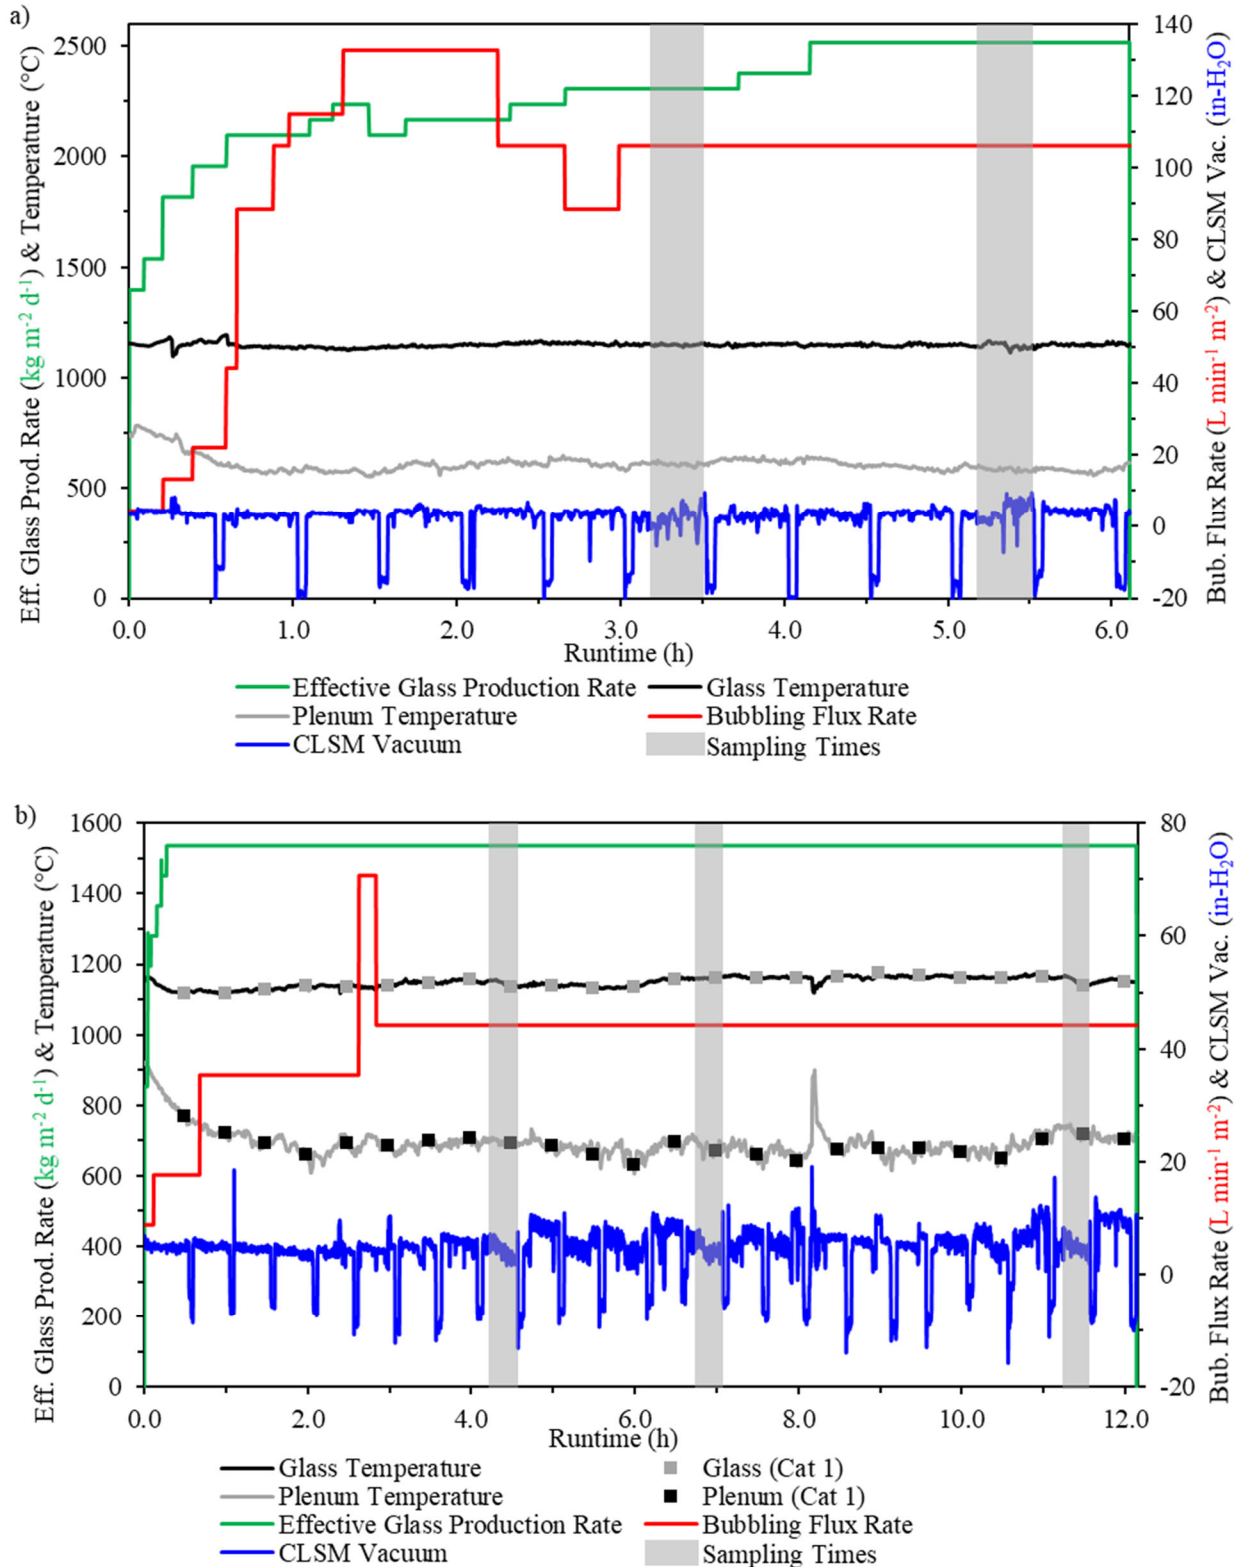 a)
Eff. Glass Prod. Rate (kg m⁻² d⁻¹) & Temperature (°C)
2500
2000
1500
1000
500
0
140
120
100
80
60
40
20
0
-20
Bub. Flux Rate (L min⁻¹ m⁻²) & CLSM Vac. (in-H₂O)
0.0 1.0 2.0 3.0 4.0 5.0 6.0
Runtime (h)
Effective Glass Production Rate Glass Temperature
Plenum Temperature Bubbling Flux Rate
CLSM Vacuum Sampling Times
b)
Eff. Glass Prod. Rate (kg m⁻² d⁻¹) & Temperature (°C)
1600
1400
1200
1000
800
600
400
200
0
80
60
40
20
0
-20
Bub. Flux Rate (L min⁻¹ m⁻²) & CLSM Vac. (in-H₂O)
0.0 2.0 4.0 6.0 8.0 10.0 12.0
Runtime (h)
Glass Temperature Glass (Cat 1)
Plenum Temperature Plenum (Cat 1)
Effective Glass Production Rate Bubbling Flux Rate
CLSM Vacuum Sampling Times